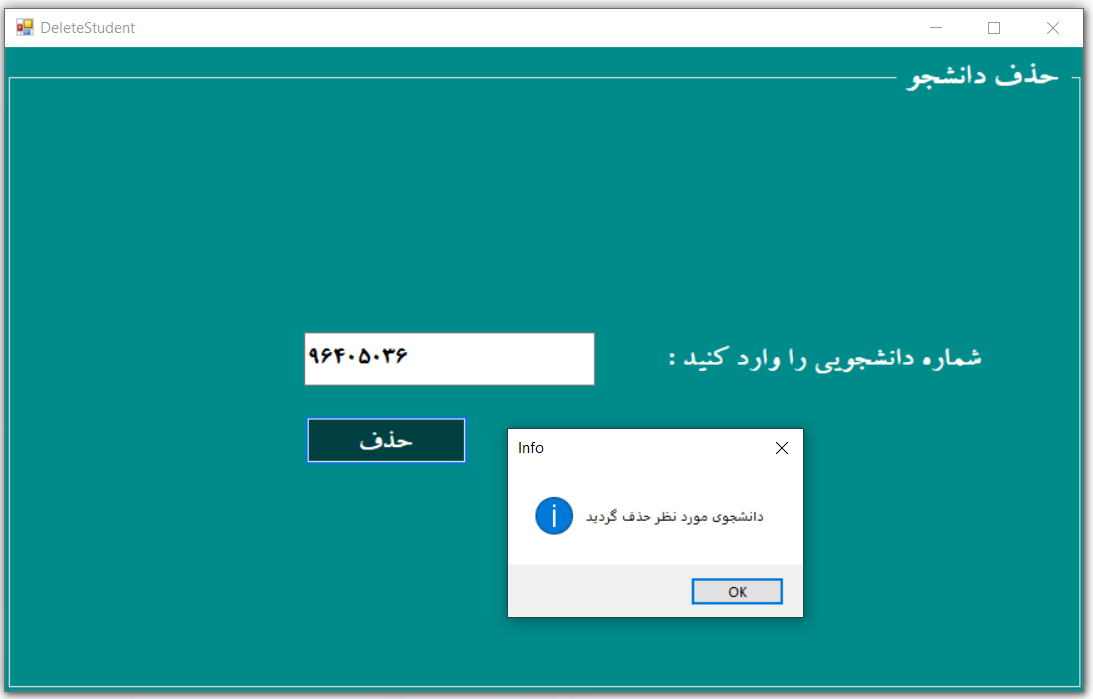 DeleteStudent
حذف دانشجو
شماره دانشجویی را وارد کنید :
۹۶۴۰۵۰۳۶
حذف
Info
دانشجوی مورد نظر حذف گردید
OK